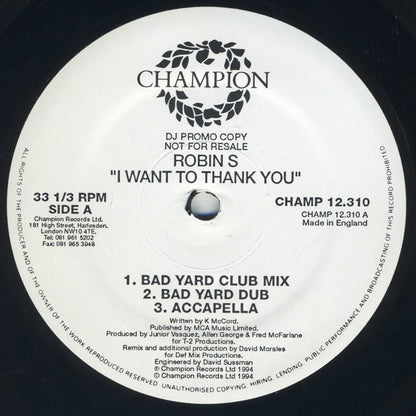 CHAMPION
DJ PROMO COPY
NOT FOR RESALE
ROBIN S
"I WANT TO THANK YOU"
33 1/3 RPM
SIDE A
Champion Records Ltd.
181 High Street, Harlesden,
London NW10 4TE.
Tel: 081 961 5202
Fax: 081 965 3948
CHAMP 12.310
CHAMP 12.310 A
Made in England
1. BAD YARD CLUB MIX
2. BAD YARD DUB
3. ACCAPELLA
Written by K McCord.
Published by MCA Music Limited.
Produced by Junior Vasquez, Allen George & Fred McFarlane
for T-2 Productions.
Remix and additional production by David Morales
for Def Mix Productions.
Engineered by David Sussman
℗ Champion Records Ltd 1994
© Champion Records Ltd 1994
ALL RIGHTS OF THE PRODUCER AND OF THE OWNER OF THE WORK REPRODUCED RESERVED UNAUTHORISED COPYING, HIRING, LENDING, PUBLIC PERFORMANCE AND BROADCASTING OF THIS RECORD PROHIBITED